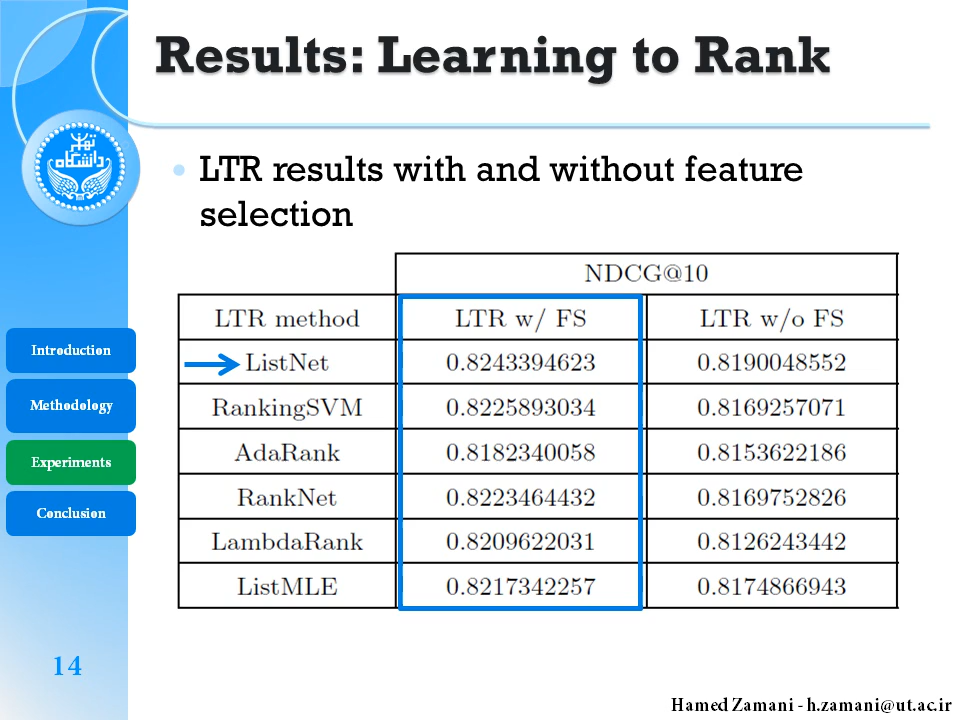 Results: Learning to Rank
تهران
دانشگاه
LTR results with and without feature
selection
NDCG@10
LTR method LTR w/ FS LTR w/o FS
ListNet 0.8243394623 0.8190048552
RankingSVM 0.8225893034 0.8169257071
AdaRank 0.8182340058 0.8153622186
RankNet 0.8223464432 0.8169752826
LambdaRank 0.8209622031 0.8126243442
ListMLE 0.8217342257 0.8174866943
Introduction
Methodology
Experiments
Conclusion
14
Hamed Zamani - h.zamani@ut.ac.ir